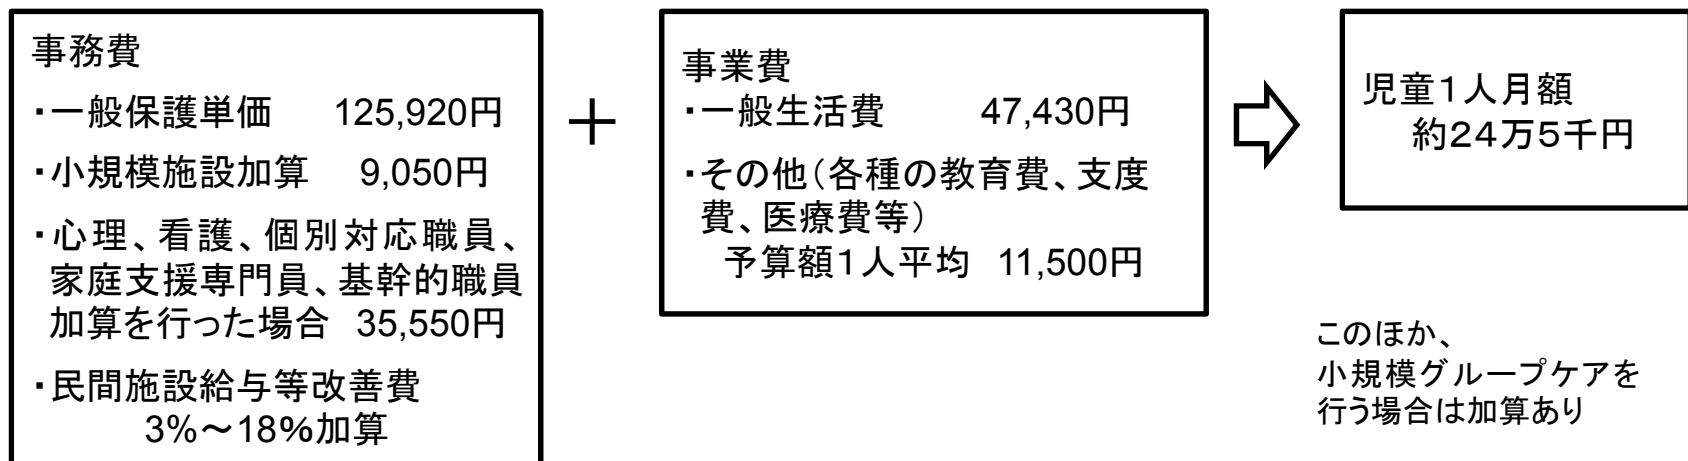 事務費
・一般保護単価　125,920円
・小規模施設加算　9,050円
・心理、看護、個別対応職員、
家庭支援専門員、基幹的職員
加算を行った場合　35,550円
・民間施設給与等改善費
3%～18%加算
＋
事業費
・一般生活費　47,430円
・その他（各種の教育費、支度
費、医療費等）
予算額１人平均　11,500円
児童１人月額
約２４万５千円
このほか、
小規模グループケアを
行う場合は加算あり